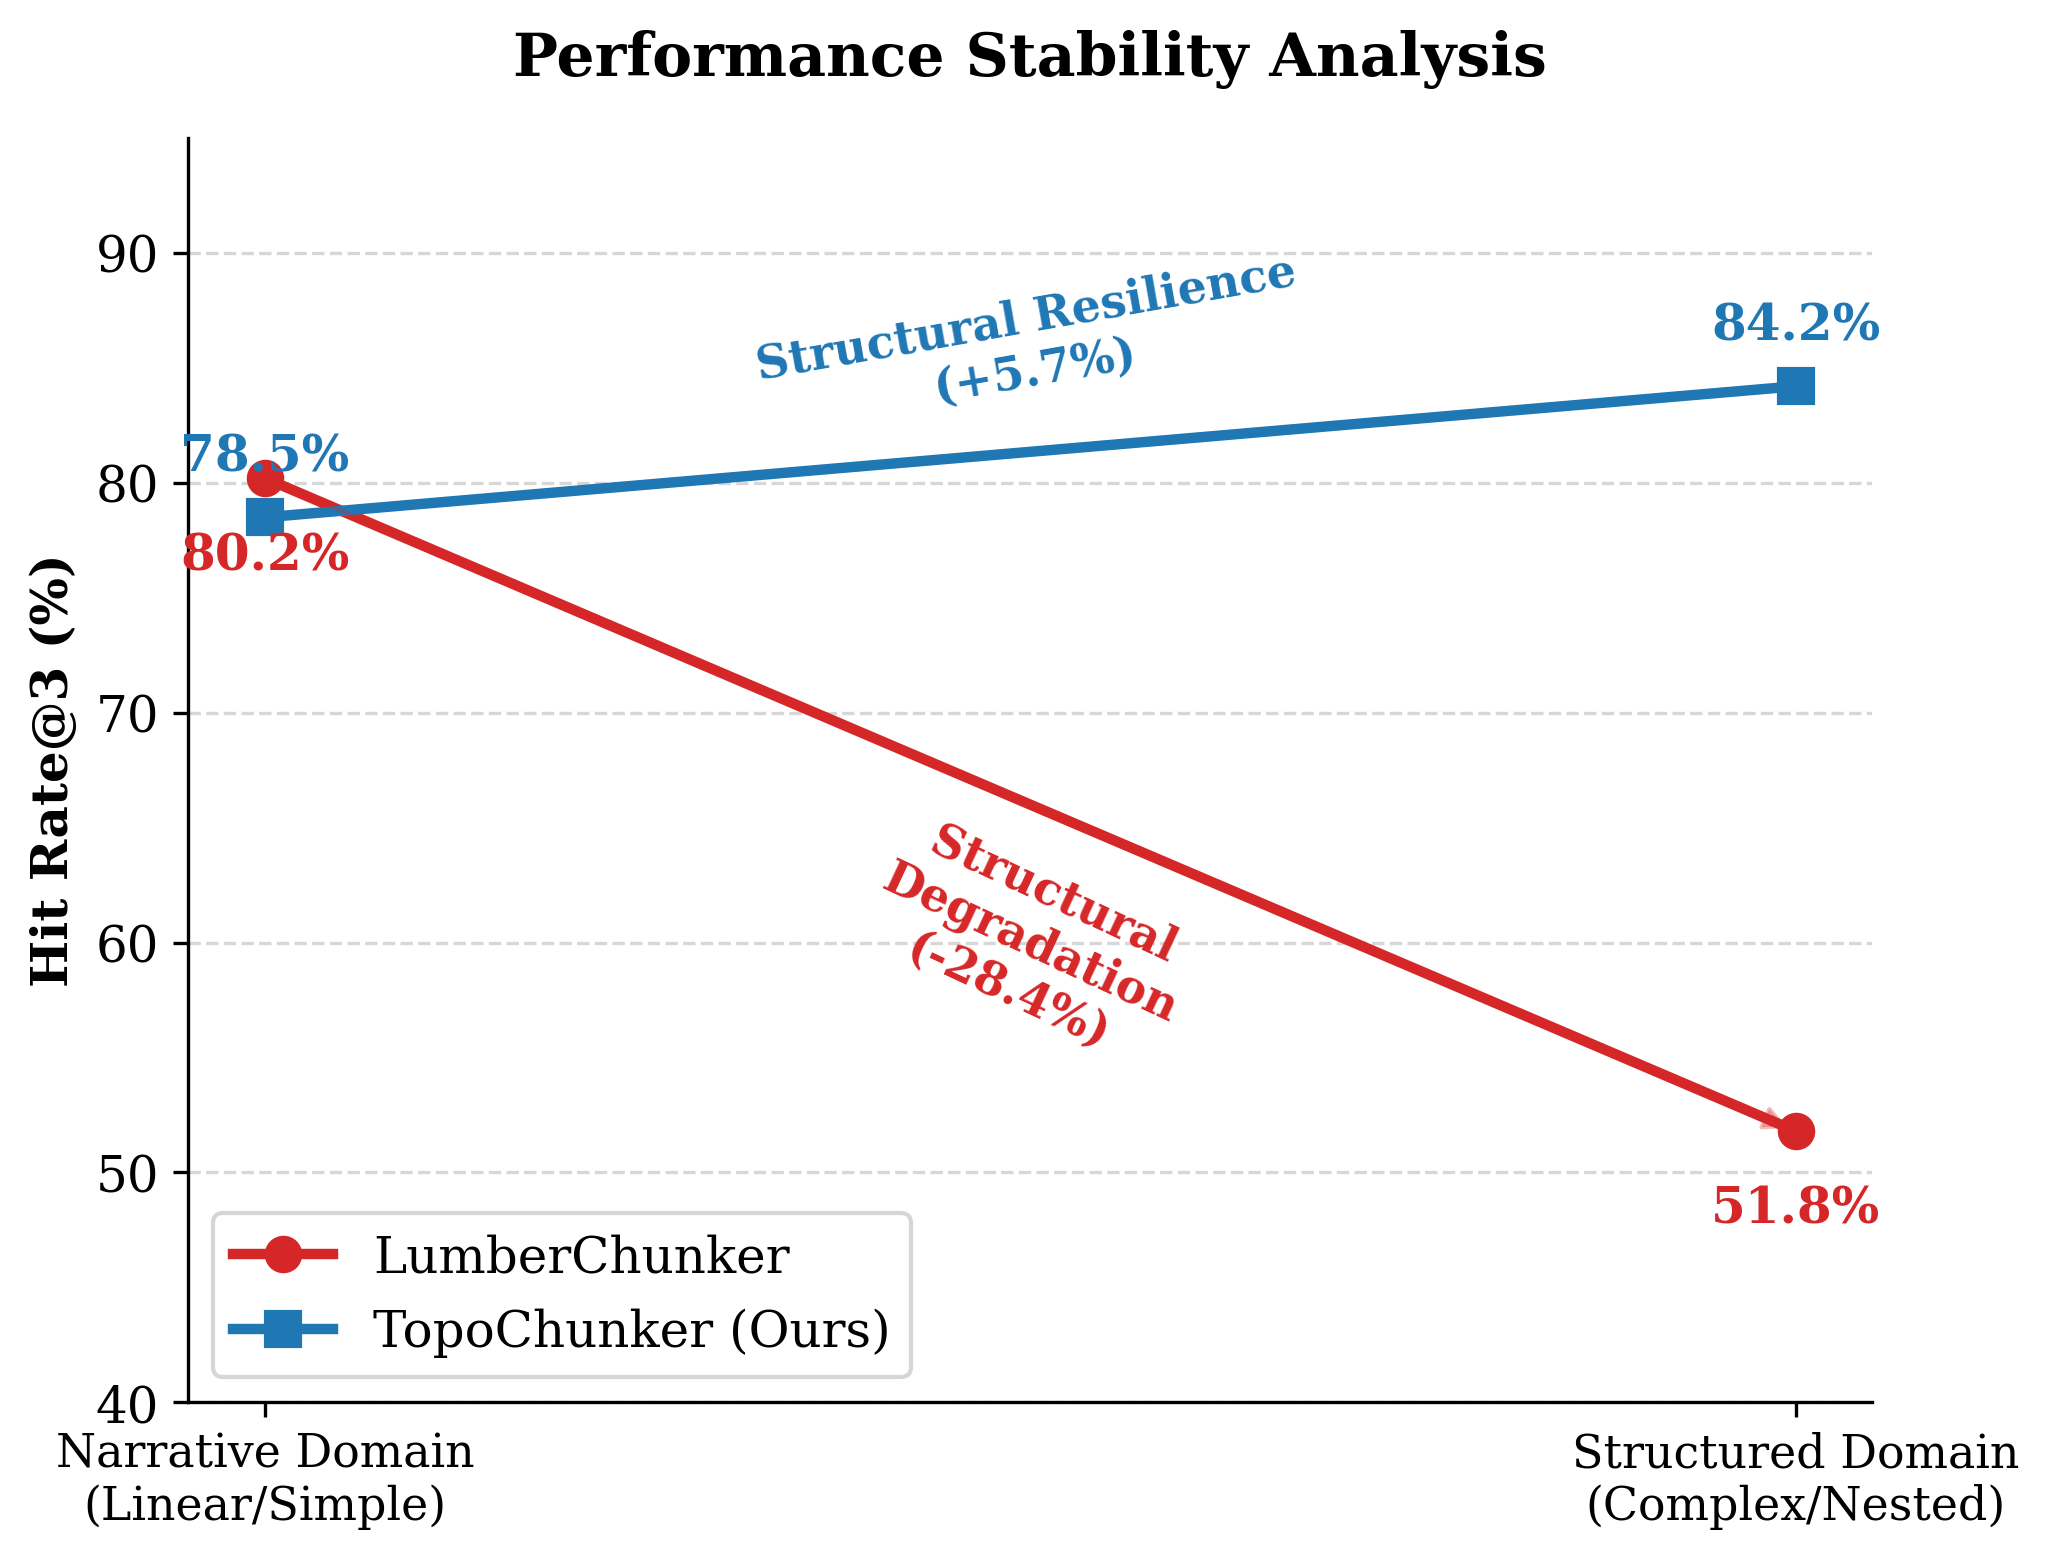 Performance Stability Analysis
Hit Rate@3 (%)
90
80
70
60
50
40
Structural Resilience
(+5.7%)
84.2%
78.5%
80.2%
Structural
Degradation
(-28.4%)
51.8%
LumberChunker
TopoChunker (Ours)
Narrative Domain
(Linear/Simple)
Structured Domain
(Complex/Nested)